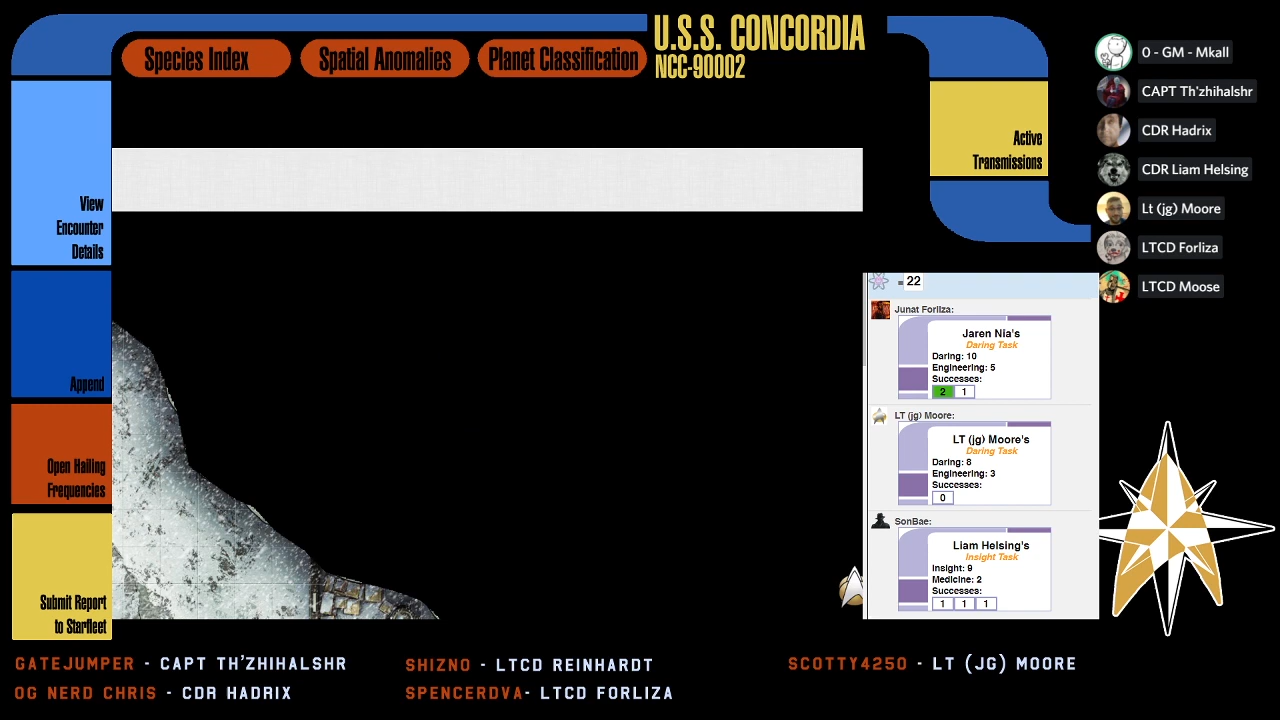 Species Index
Spatial Anomalies
Planet Classification
U.S.S. CONCORDIA
NCC-90002
View
Encounter
Details
Append
Open Hailing
Frequencies
Submit Report
to Starfleet
Active
Transmissions
0 - GM - Mkall
CAPT Th'zhihalshr
CDR Hadrix
CDR Liam Helsing
Lt (jg) Moore
LTCD Forliza
LTCD Moose
= 22
Junat Forliza:
Jaren Nia's
Daring Task
Daring: 10
Engineering: 5
Successes:
2 1
LT (jg) Moore:
LT (jg) Moore's
Daring Task
Daring: 8
Engineering: 3
Successes:
0
SonBae:
Liam Helsing's
Insight Task
Insight: 9
Medicine: 2
Successes:
1 1 1
GATEJUMPER - CAPT TH'ZHIHALSHR
SHIZNO - LTCD REINHARDT
SCOTTY4250 - LT (JG) MOORE
OG NERD CHRIS - CDR HADRIX
SPENCERDVA- LTCD FORLIZA